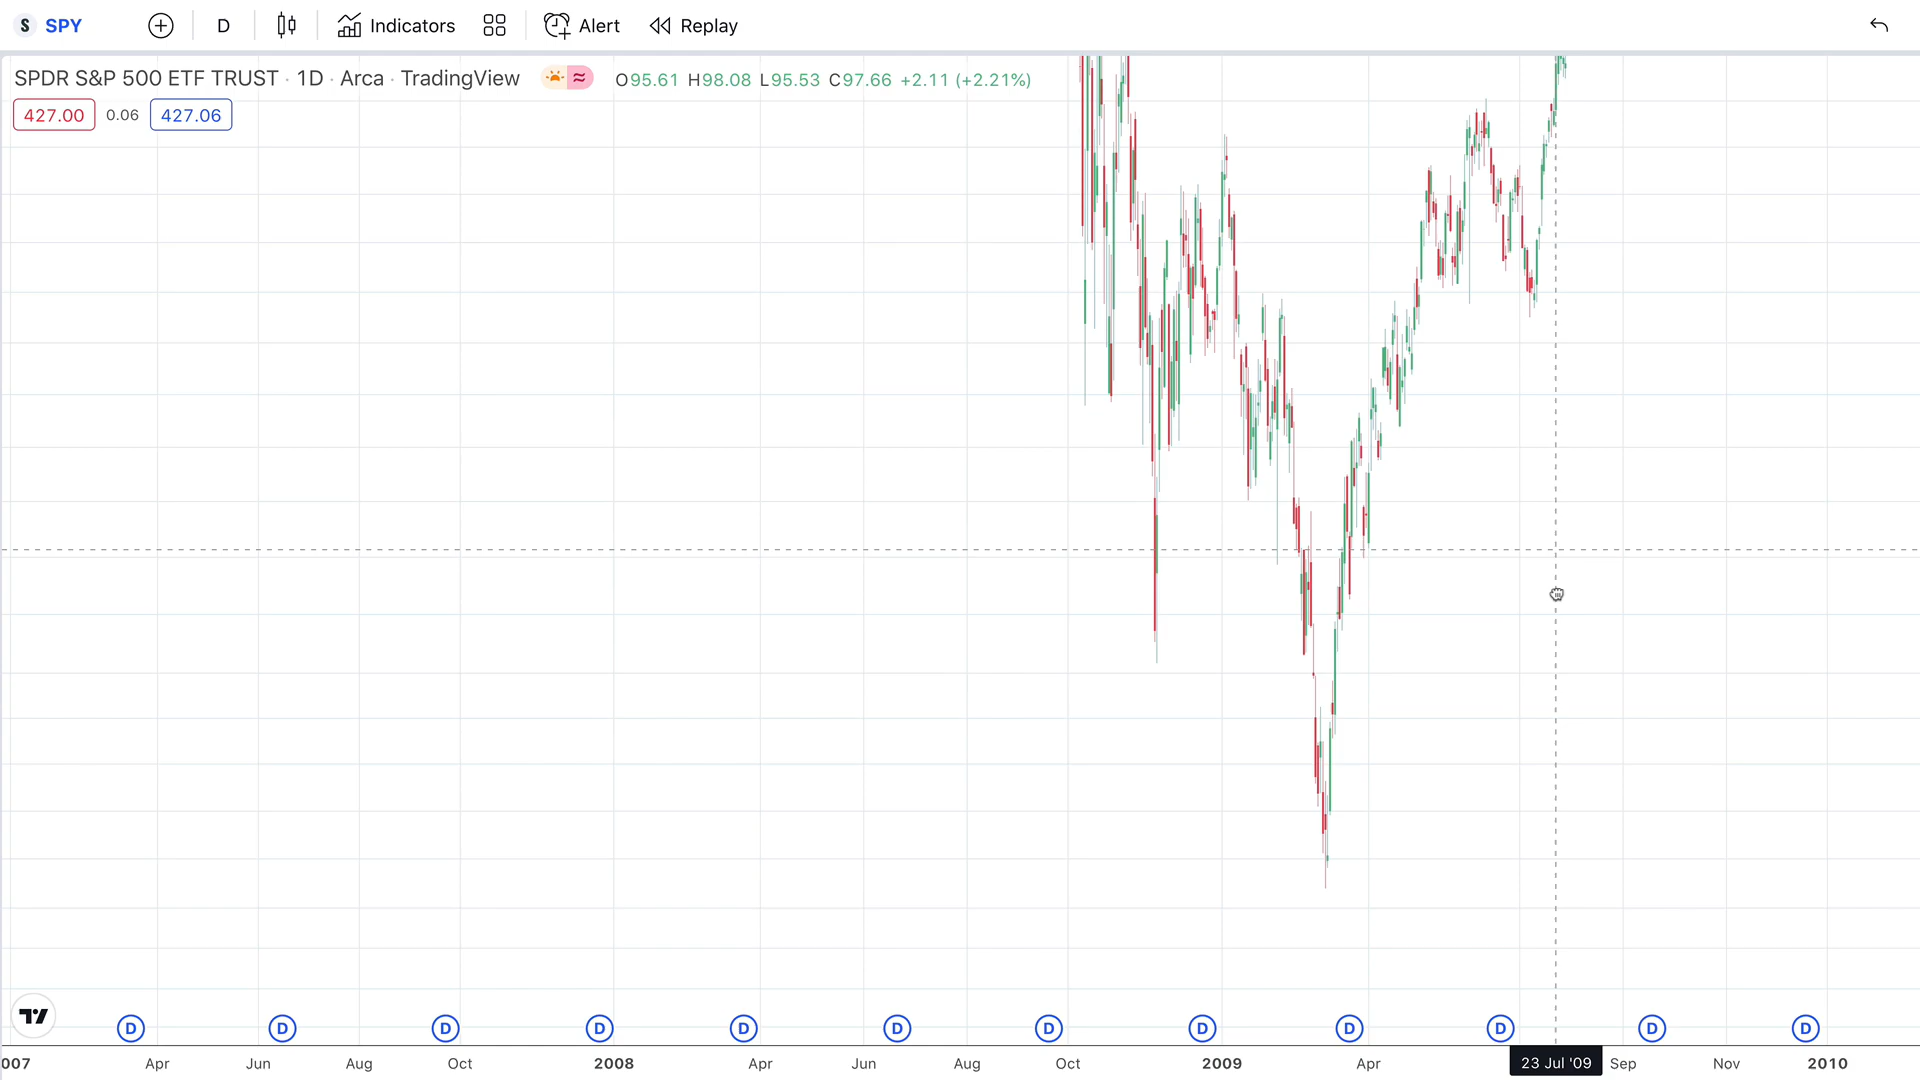 S SPY D Indicators Alert Replay
SPDR S&P 500 ETF TRUST · 1D · Arca · TradingView ≈ O95.61 H98.08 L95.53 C97.66 +2.11 (+2.21%)
427.00 0.06 427.06
D D D D D D D D D D D D
007 Apr Jun Aug Oct 2008 Apr Jun Aug Oct 2009 Apr 23 Jul '09 Sep Nov 2010